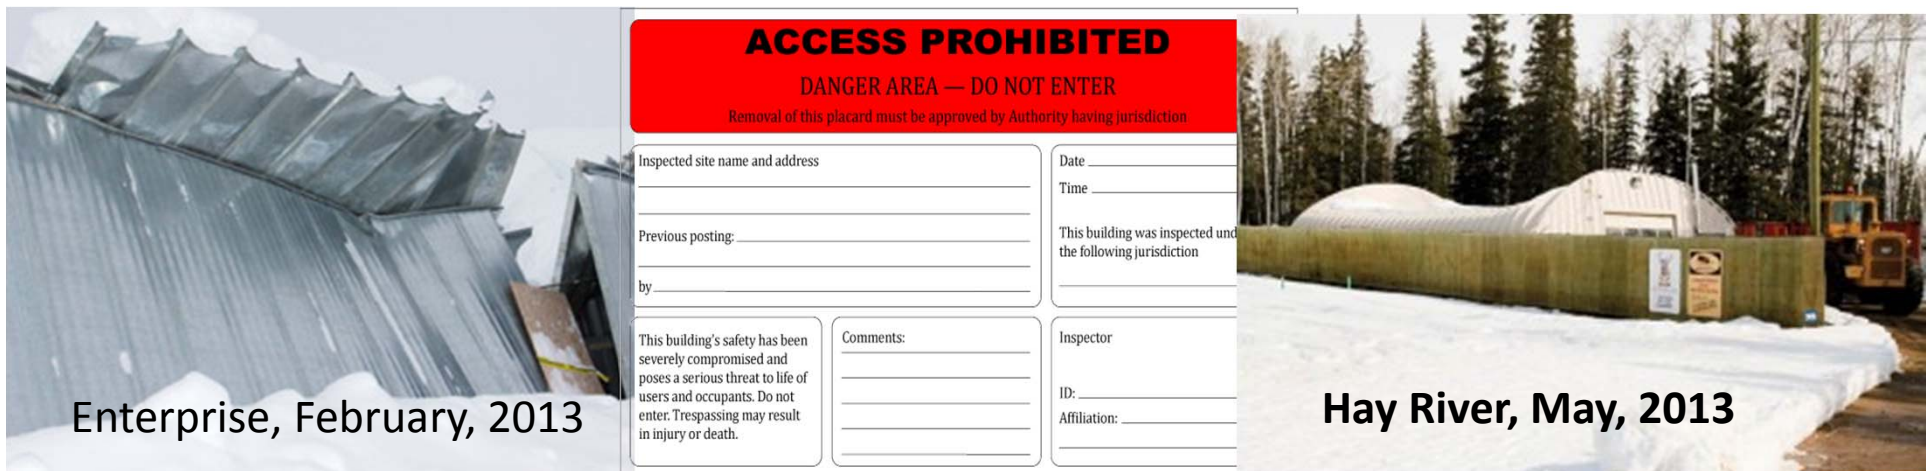 Enterprise, February, 2013
ACCESS PROHIBITED
DANGER AREA — DO NOT ENTER
Removal of this placard must be approved by Authority having jurisdiction
Inspected site name and address
Previous posting:
by
Date
Time
This building was inspected und
the following jurisdiction
This building's safety has been
severely compromised and
poses a serious threat to life of
users and occupants. Do not
enter. Trespassing may result
in injury or death.
Comments:
Inspector
ID:
Affiliation:
Hay River, May, 2013